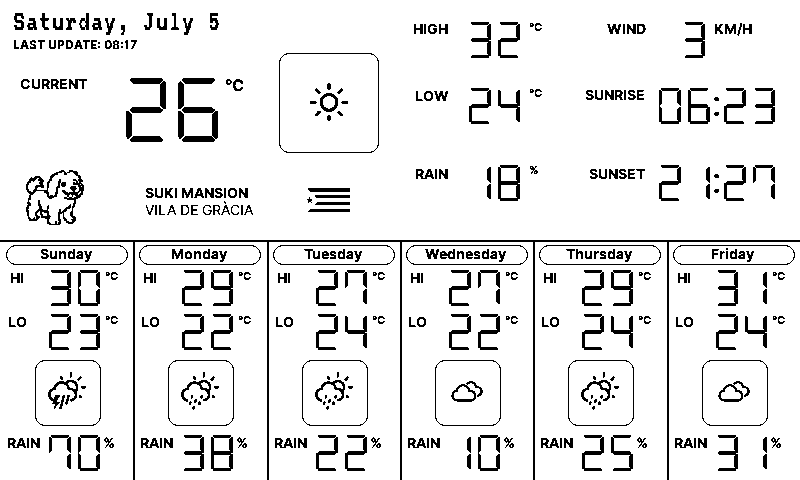 Saturday, July 5
LAST UPDATE: 08:17
CURRENT 26 °C
SUKI MANSION
VILA DE GRÀCIA
HIGH 32 °C
LOW 24 °C
RAIN 18 %
WIND 3 KM/H
SUNRISE 06:23
SUNSET 21:27
Sunday
HI 30 °C
LO 23 °C
RAIN 70 %
Monday
HI 29 °C
LO 22 °C
RAIN 38 %
Tuesday
HI 27 °C
LO 24 °C
RAIN 22 %
Wednesday
HI 27 °C
LO 22 °C
RAIN 10 %
Thursday
HI 29 °C
LO 24 °C
RAIN 25 %
Friday
HI 31 °C
LO 24 °C
RAIN 31 %